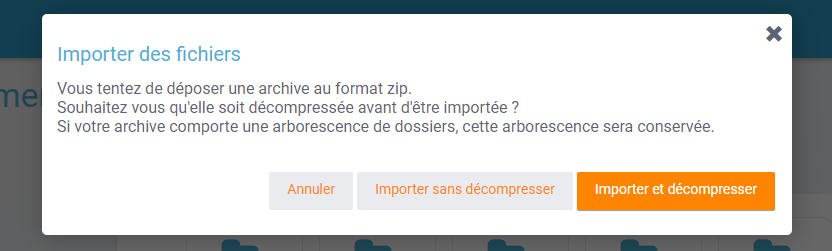 Importer des fichiers
Vous tentez de déposer une archive au format zip.
Souhaitez vous qu'elle soit décompressée avant d'être importée ?
Si votre archive comporte une arborescence de dossiers, cette arborescence sera conservée.
Annuler
Importer sans décompresser
Importer et décompresser